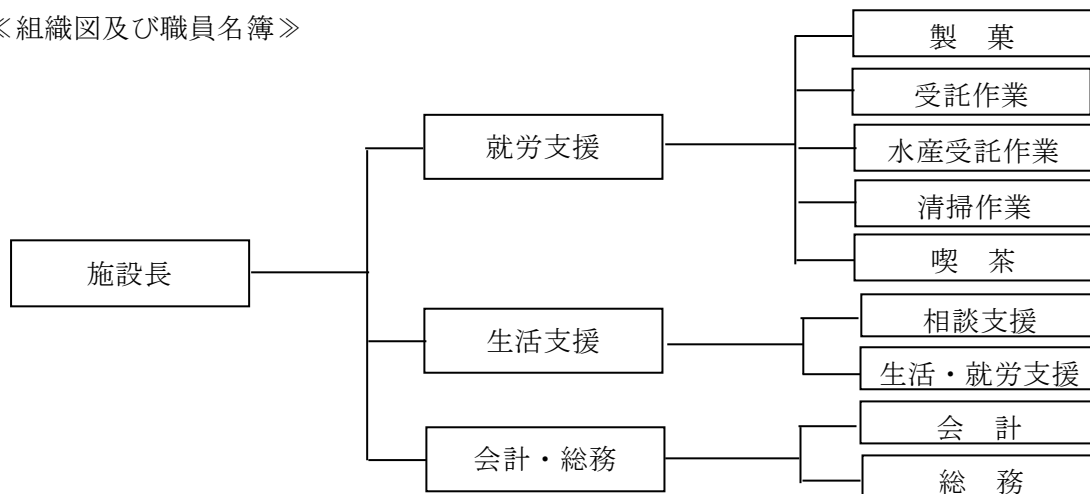 ≪組織図及び職員名簿≫
製　菓
受託作業
就労支援
水産受託作業
清掃作業
施設長
喫　茶
相談支援
生活支援
生活・就労支援
会　計
会計・総務
総　務